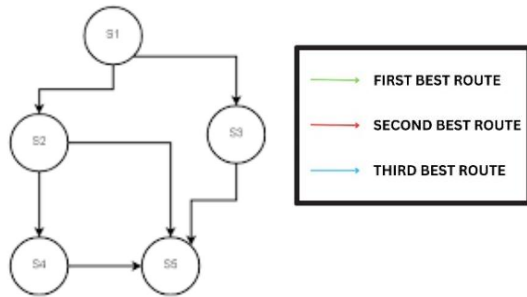 S1
S2
S3
S4
S5
FIRST BEST ROUTE
SECOND BEST ROUTE
THIRD BEST ROUTE